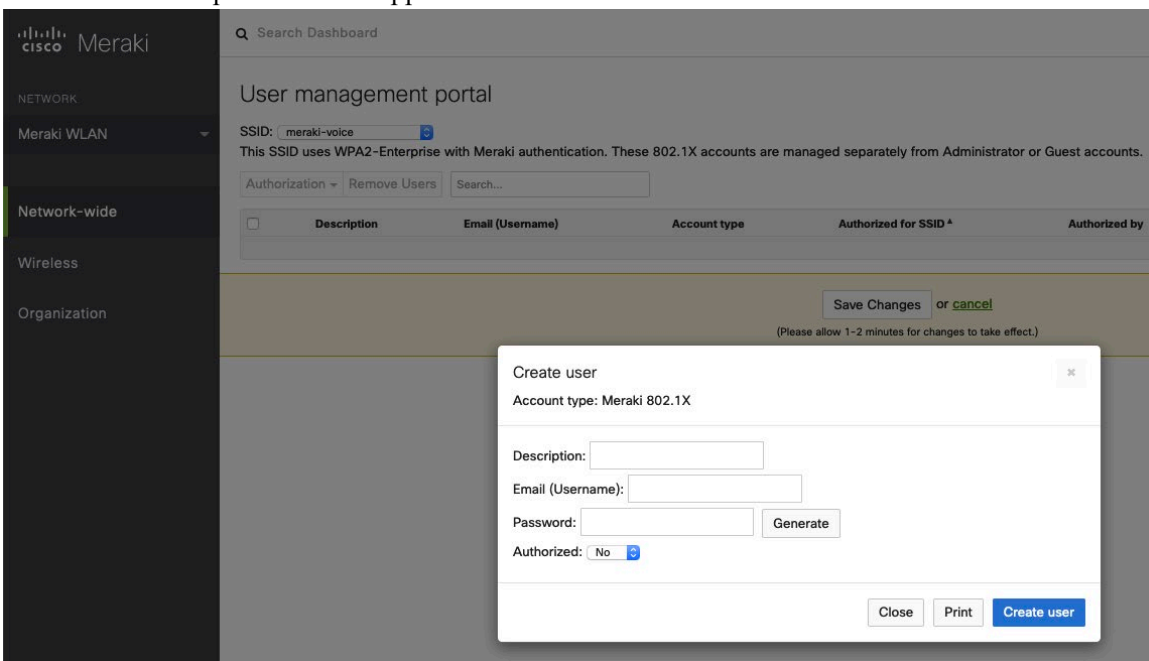 cisco Meraki
Search Dashboard
NETWORK
Meraki WLAN
Network-wide
Wireless
Organization
User management portal
SSID: meraki-voice
This SSID uses WPA2-Enterprise with Meraki authentication. These 802.1X accounts are managed separately from Administrator or Guest accounts.
Authorization Remove Users Search...
Description Email (Username) Account type Authorized for SSID Authorized by
Save Changes or cancel
(Please allow 1-2 minutes for changes to take effect.)
Create user
Account type: Meraki 802.1X
Description:
Email (Username):
Password: Generate
Authorized: No
Close Print Create user